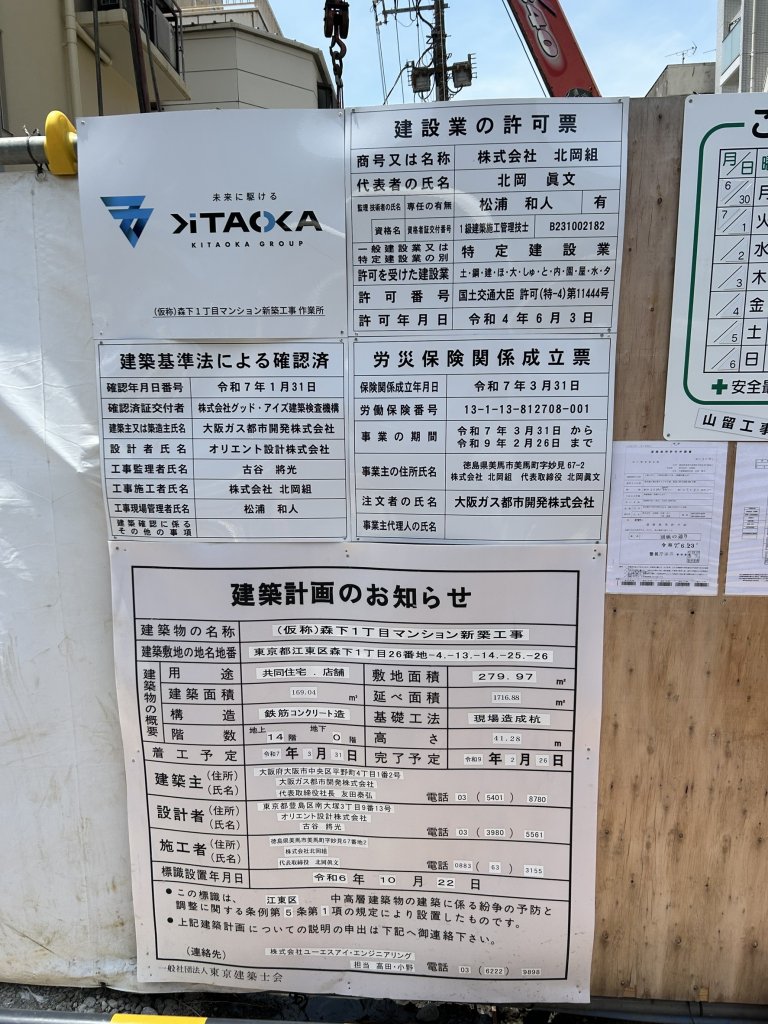 未来に駆ける
KITAOKA
KITAOKA GROUP
(仮称)森下1丁目マンション新築工事 作業所
建設業の許可票
商号又は名称 株式会社 北岡組
代表者の氏名 北岡 眞文
監理 技術者の氏名 専任の有無 松浦 和人 有
資格名 資格者証交付番号 1級建築施工管理技士 B231002182
一般建設業又は
特定建設業の別 特定建設業
許可を受けた建設業 土・鋼・建・ほ・大・しゅ・と・内・園・屋・水・タ
許可番号 国土交通大臣 許可(特-4)第11444号
許可年月日 令和4年6月3日
建築基準法による確認済
確認年月日番号 令和7年1月31日
確認済証交付者 株式会社グッド・アイズ建築検査機構
建築主又は築造主氏名 大阪ガス都市開発株式会社
設計者氏名 オリエント設計株式会社
工事監理者氏名 古谷 將光
工事施工者氏名 株式会社 北岡組
工事現場管理者氏名 松浦 和人
建築確認に係る
その他の事項
労災保険関係成立票
保険関係成立年月日 令和7年3月31日
労働保険番号 13-1-13-812708-001
事業の期間 令和7年3月31日から
令和9年2月26日まで
事業主の住所氏名 徳島県美馬市美馬町字妙見67-2
株式会社 北岡組 代表取締役 北岡眞文
注文者の氏名 大阪ガス都市開発株式会社
事業主代理人の氏名
建築計画のお知らせ
建築物の名称 (仮称)森下1丁目マンション新築工事
建築敷地の地名地番 東京都江東区森下1丁目26番地-4.-13.-14.-25.-26
建築物の概要
用途 共同住宅.店舗 敷地面積 279.97 m²
建築面積 169.04 m² 延べ面積 1716.88 m²
構造 鉄筋コンクリート造 基礎工法 現場造成杭
階数 地上 14階 地下 0階 高さ 41.28 m
着工予定 令和7年3月31日 完了予定 令和9年2月26日
建築主(住所)(氏名) 大阪府大阪市中央区平野町4丁目1番2号
大阪ガス都市開発株式会社
代表取締役社長 友田泰弘 電話 03(5401)8780
設計者(住所)(氏名) 東京都豊島区南大塚3丁目9番13号
オリエント設計株式会社
古谷 將光 電話 03(3980)5561
施工者(住所)(氏名) 徳島県美馬市美馬町字妙見67番地2
株式会社北岡組
代表取締役 北岡眞文 電話 0883(63)3155
標識設置年月日 令和6年10月22日
●この標識は、江東区 中高層建築物の建築に係る紛争の予防と
調整に関する条例第5条第1項の規定により設置したものです。
●上記建築計画についての説明の申出は下記へ御連絡下さい。
(連絡先) 株式会社ユーエスアイ・エンジニアリング
担当 高田・小野 電話 03(6222)9898
一般社団法人東京建築士会
月/日
6/30 月
7/1 火
/2 水
/3 木
/4 金
/5 土
/6 日
安全
山留工事
40